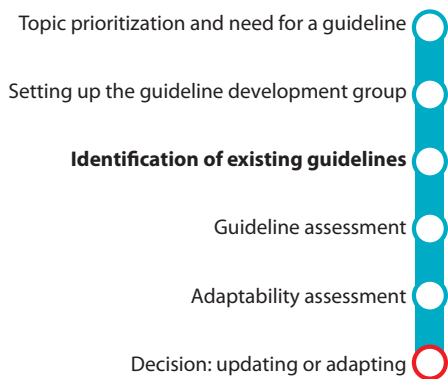 Topic prioritization and need for a guideline
Setting up the guideline development group
Identification of existing guidelines
Guideline assessment
Adaptability assessment
Decision: updating or adapting